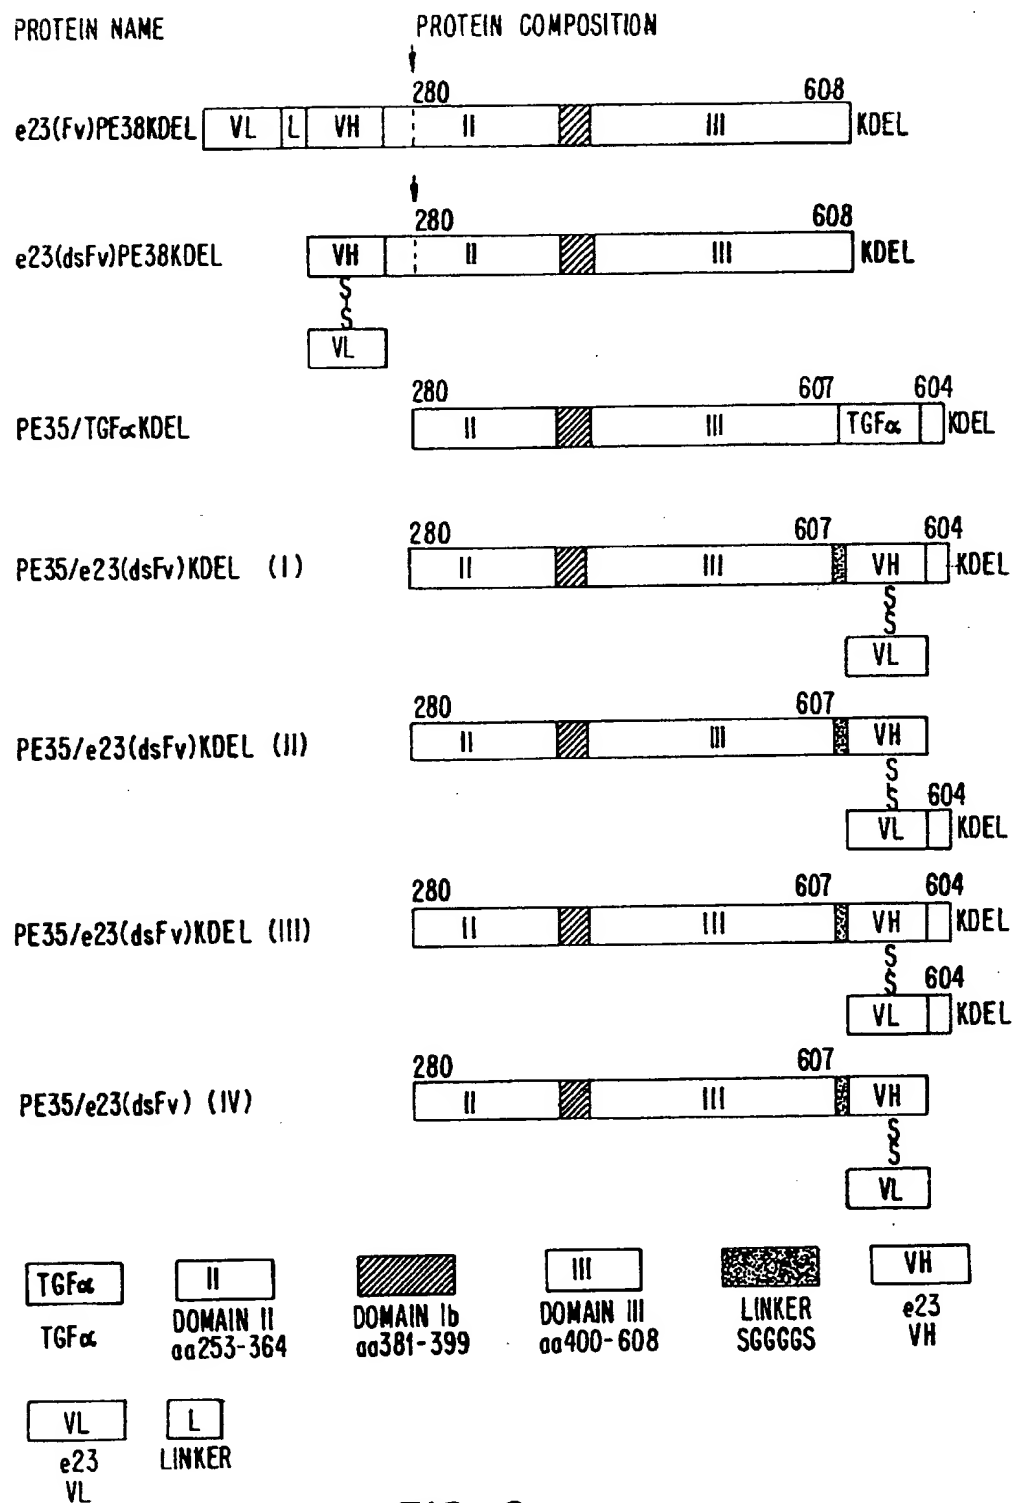 PROTEIN NAME PROTEIN COMPOSITION
280 608
e23(Fv)PE38KDEL VL L VH II III KDEL
280 608
e23(dsFv)PE38KDEL VH II III KDEL
S
S
VL
280 607 604
PE35/TGFαKDEL II III TGFα KDEL
280 607 604
PE35/e23(dsFv)KDEL (I) II III VH KDEL
S
S
VL
280 607
PE35/e23(dsFv)KDEL (II) II III VH
S
S 604
VL KDEL
280 607 604
PE35/e23(dsFv)KDEL (III) II III VH KDEL
S
S 604
VL KDEL
280 607
PE35/e23(dsFv) (IV) II III VH
S
S
VL
TGFα II III VH
TGFα DOMAIN II DOMAIN Ib DOMAIN III LINKER e23
aa253-364 aa381-399 aa400-608 SGGGGS VH
VL L
e23 LINKER
VL